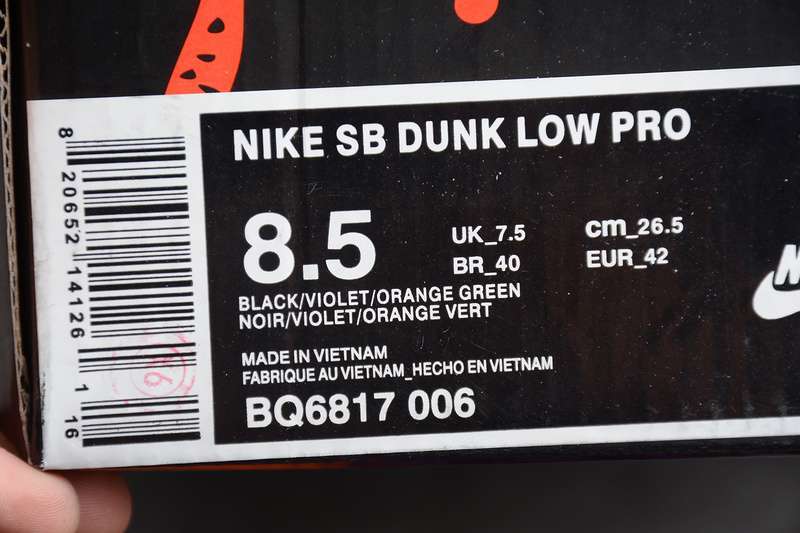 NIKE SB DUNK LOW PRO
8.5
UK_7.5
cm_26.5
BR_40
EUR_42
BLACK/VIOLET/ORANGE GREEN
NOIR/VIOLET/ORANGE VERT
MADE IN VIETNAM
FABRIQUE AU VIETNAM_HECHO EN VIETNAM
BQ6817 006
8 20652 14126 1 16